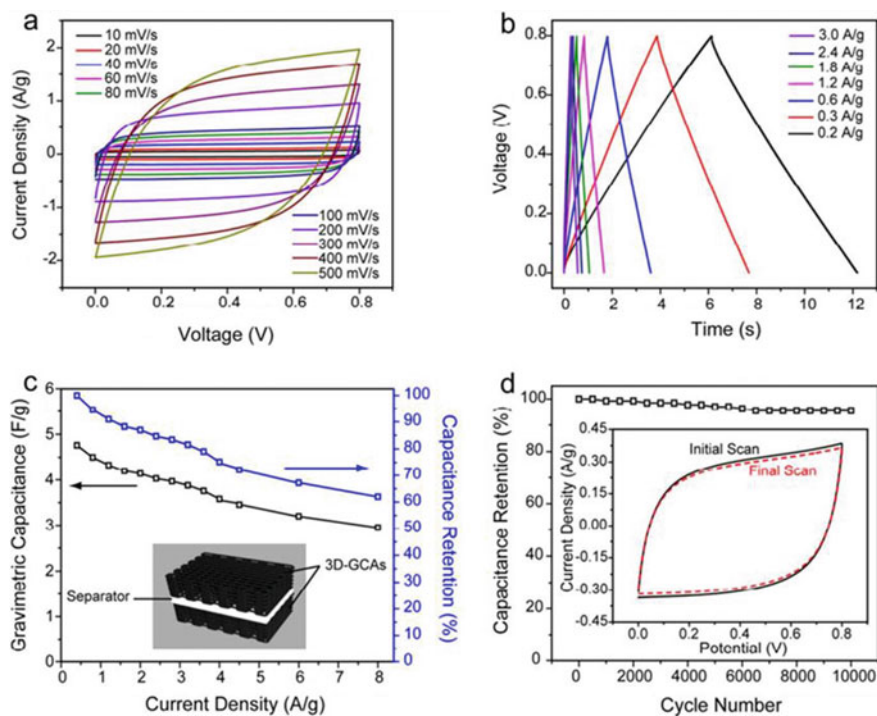 a
10 mV/s
20 mV/s
40 mV/s
60 mV/s
80 mV/s
100 mV/s
200 mV/s
300 mV/s
400 mV/s
500 mV/s
Current Density (A/g)
2
1
0
-1
-2
0.0 0.2 0.4 0.6 0.8
Voltage (V)
b
3.0 A/g
2.4 A/g
1.8 A/g
1.2 A/g
0.6 A/g
0.3 A/g
0.2 A/g
Voltage (V)
0.8
0.4
0.0
0 2 4 6 8 10 12
Time (s)
c
Gravimetric Capacitance (F/g)
6
5
4
3
2
1
0
Capacitance Retention (%)
100
90
80
70
60
50
40
30
20
10
0
Separator
3D-GCAs
0 1 2 3 4 5 6 7 8
Current Density (A/g)
d
Capacitance Retention (%)
100
80
60
40
20
0
Initial Scan
Final Scan
Current Density (A/g)
0.45
0.30
0.15
0.00
-0.15
-0.30
-0.45
0.0 0.2 0.4 0.6 0.8
Potential (V)
0 2000 4000 6000 8000 10000
Cycle Number